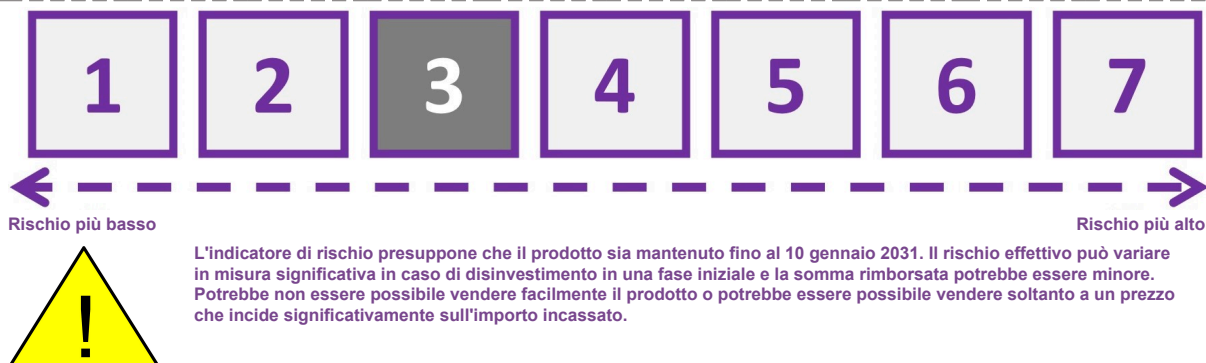 1 2 3 4 5 6 7
Rischio più basso Rischio più alto
L'indicatore di rischio presuppone che il prodotto sia mantenuto fino al 10 gennaio 2031. Il rischio effettivo può variare
in misura significativa in caso di disinvestimento in una fase iniziale e la somma rimborsata potrebbe essere minore.
Potrebbe non essere possibile vendere facilmente il prodotto o potrebbe essere possibile vendere soltanto a un prezzo
che incide significativamente sull'importo incassato.
!